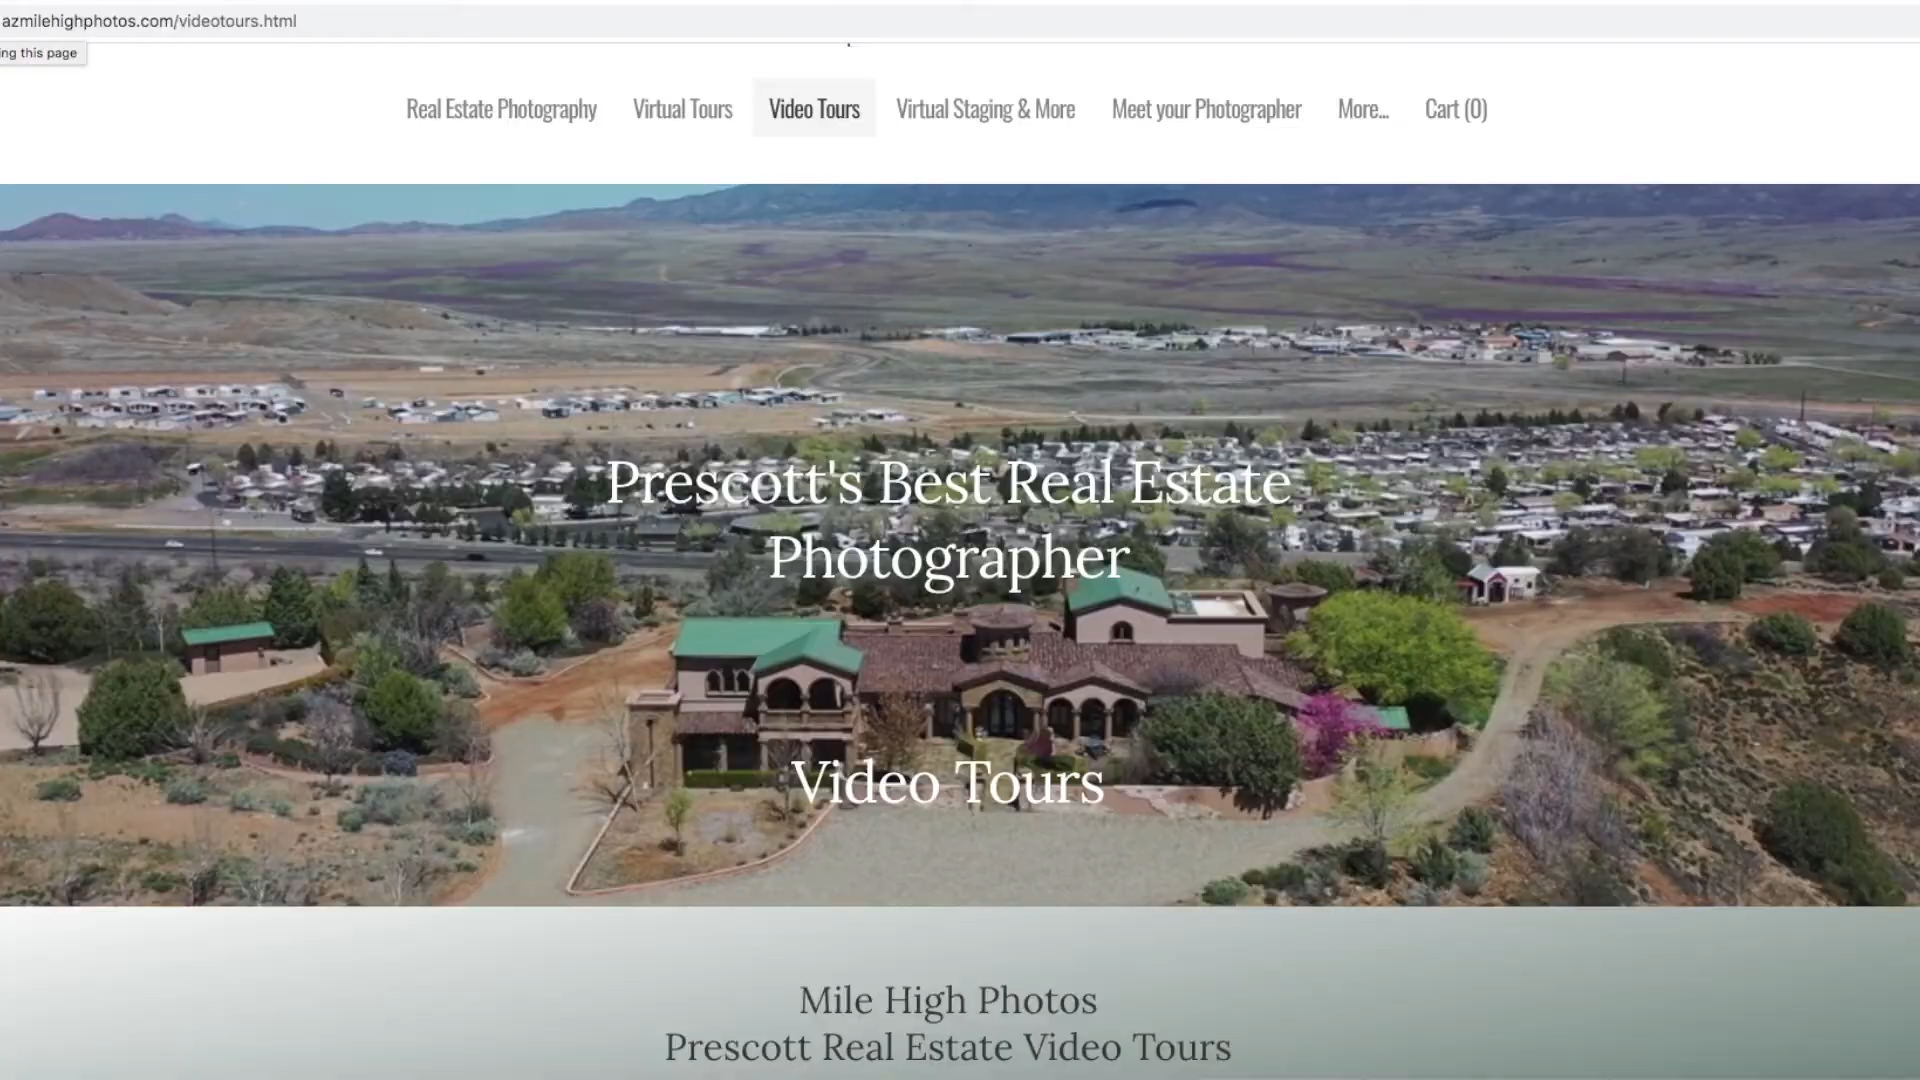 azmilehighphotos.com/videotours.html
ing this page
Real Estate Photography Virtual Tours Video Tours Virtual Staging & More Meet your Photographer More... Cart (0)
Prescott's Best Real Estate
Photographer
Video Tours
Mile High Photos
Prescott Real Estate Video Tours